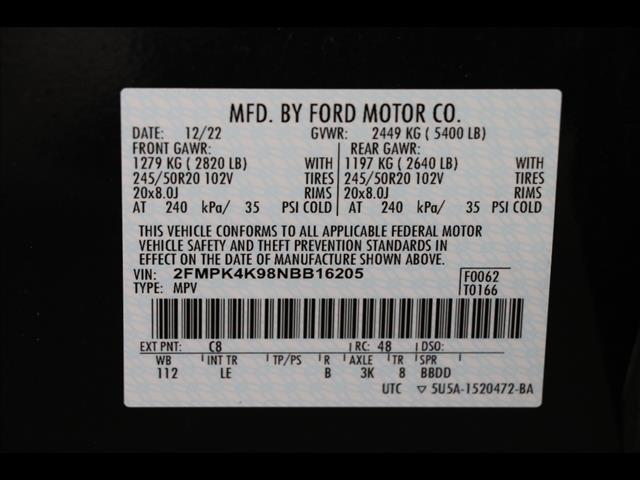 MFD. BY FORD MOTOR CO.
DATE: 12/22 GVWR: 2449 KG ( 5400 LB)
FRONT GAWR: REAR GAWR:
1279 KG ( 2820 LB) WITH 1197 KG ( 2640 LB) WITH
245/50R20 102V TIRES 245/50R20 102V TIRES
20x8.0J RIMS 20x8.0J RIMS
AT 240 kPa/ 35 PSI COLD AT 240 kPa/ 35 PSI COLD
THIS VEHICLE CONFORMS TO ALL APPLICABLE FEDERAL MOTOR
VEHICLE SAFETY AND THEFT PREVENTION STANDARDS IN
EFFECT ON THE DATE OF MANUFACTURE SHOWN ABOVE.
VIN: 2FMPK4K98NBB16205 F0062
TYPE: MPV T0166
EXT PNT: C8 RC: 48 DSO:
WB INT TR TP/PS R AXLE TR SPR
112 LE B 3K 8 BBDD
UTC ▽ 5U5A-1520472-BA